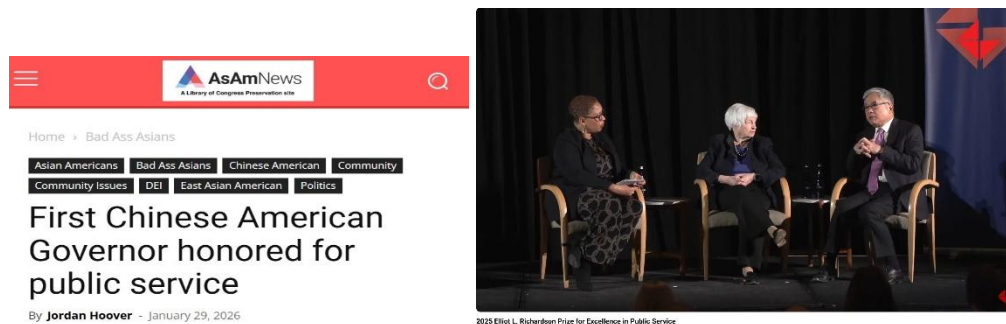 AsAmNews
A Library of Congress Preservation site
Home › Bad Ass Asians
Asian Americans Bad Ass Asians Chinese American Community
Community Issues DEI East Asian American Politics
First Chinese American
Governor honored for
public service
By Jordan Hoover - January 29, 2026
2025 Elliot L. Richardson Prize for Excellence in Public Service